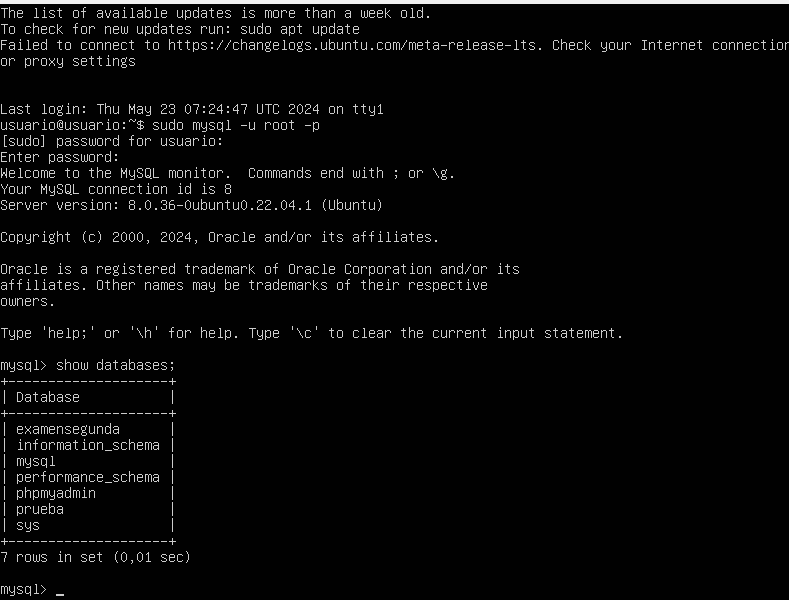 The list of available updates is more than a week old.
To check for new updates run: sudo apt update
Failed to connect to https://changelogs.ubuntu.com/meta-release-lts. Check your Internet connection
or proxy settings
Last login: Thu May 23 07:24:47 UTC 2024 on tty1
usuario@usuario:~$ sudo mysql -u root -p
[sudo] password for usuario:
Enter password:
Welcome to the MySQL monitor.  Commands end with ; or \g.
Your MySQL connection id is 8
Server version: 8.0.36-0ubuntu0.22.04.1 (Ubuntu)
Copyright (c) 2000, 2024, Oracle and/or its affiliates.
Oracle is a registered trademark of Oracle Corporation and/or its
affiliates. Other names may be trademarks of their respective
owners.
Type 'help;' or '\h' for help. Type '\c' to clear the current input statement.
mysql> show databases;
+--------------------+
| Database           |
+--------------------+
| examensegunda      |
| information_schema |
| mysql              |
| performance_schema |
| phpmyadmin         |
| prueba             |
| sys                |
+--------------------+
7 rows in set (0,01 sec)
mysql> _